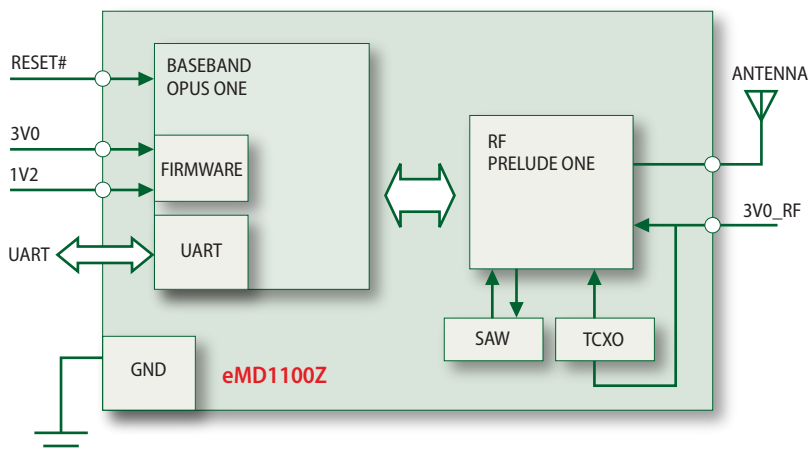 RESET#
BASEBAND
OPUS ONE
ANTENNA
3V0
FIRMWARE
1V2
RF
PRELUDE ONE
3V0_RF
UART
UART
SAW
TCXO
GND
eMD1100Z